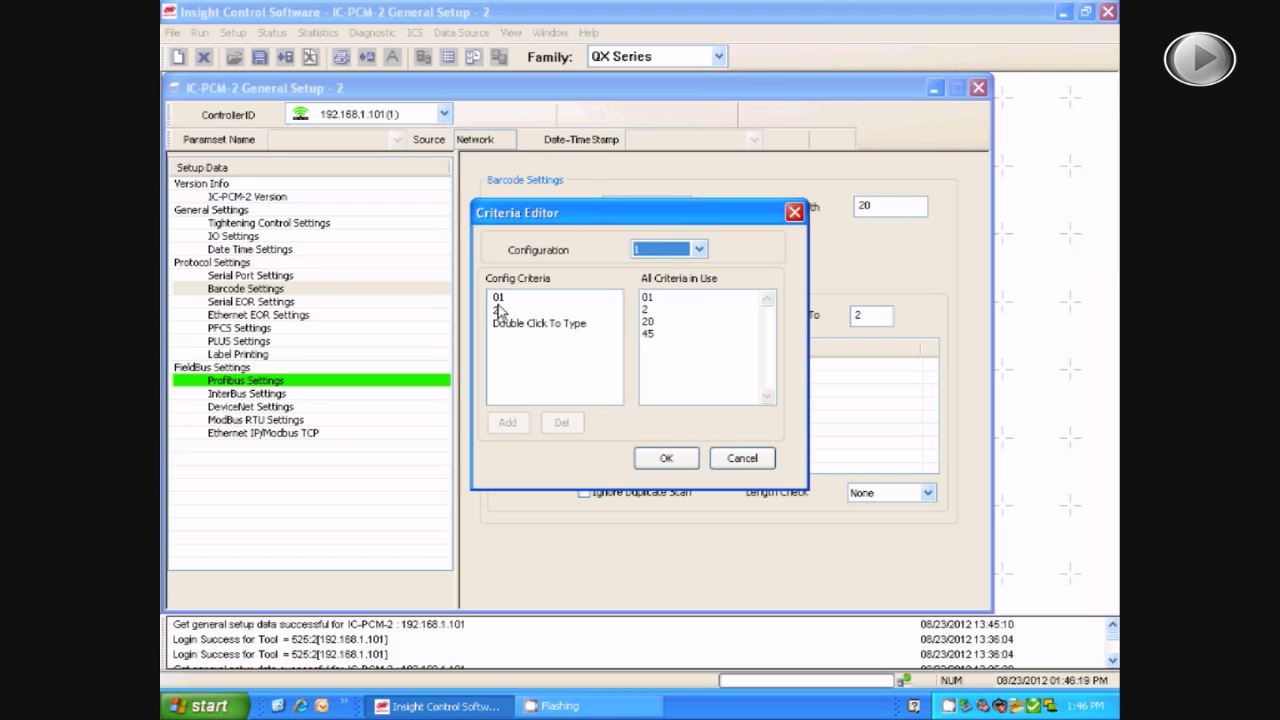 Insight Control Software - IC-PCM-2 General Setup - 2
File Run Setup Status Statistics Diagnostic ICS Data Source View Window Help
Family: QX Series
IC-PCM-2 General Setup - 2
ControllerID 192.168.1.101(1)
Paramset Name Source Network Date-Time Stamp
Setup Data
Version Info
IC-PCM-2 Version
General Settings
Tightening Control Settings
IO Settings
Date Time Settings
Protocol Settings
Serial Port Settings
Barcode Settings
Serial EOR Settings
Ethernet EOR Settings
PFCS Settings
PLUS Settings
Label Printing
FieldBus Settings
Profibus Settings
InterBus Settings
DeviceNet Settings
ModBus RTU Settings
Ethernet IP/Modbus TCP
Barcode Settings
20
Criteria Editor
Configuration 1
Config Criteria All Criteria in Use
01
Double Click To Type
01
2
20
45
Add Del
OK Cancel
To 2
Ignore Duplicate Scan Length Check None
Get general setup data successful for IC-PCM-2 : 192.168.1.101 08/23/2012 13:45:10
Login Success for Tool = 525:2[192.168.1.101] 08/23/2012 13:36:04
Login Success for Tool = 525:2[192.168.1.101] 08/23/2012 13:36:04
NUM 08/23/2012 01:46:19 PM
start Insight Control Softw... Flashing 1:46 PM